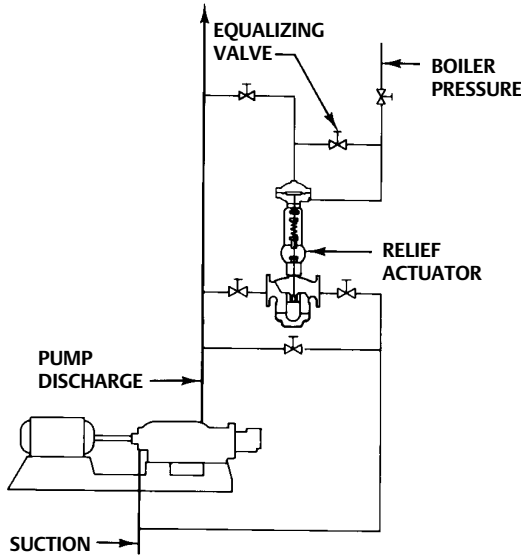 EQUALIZING
VALVE
BOILER
PRESSURE
RELIEF
ACTUATOR
PUMP
DISCHARGE
SUCTION